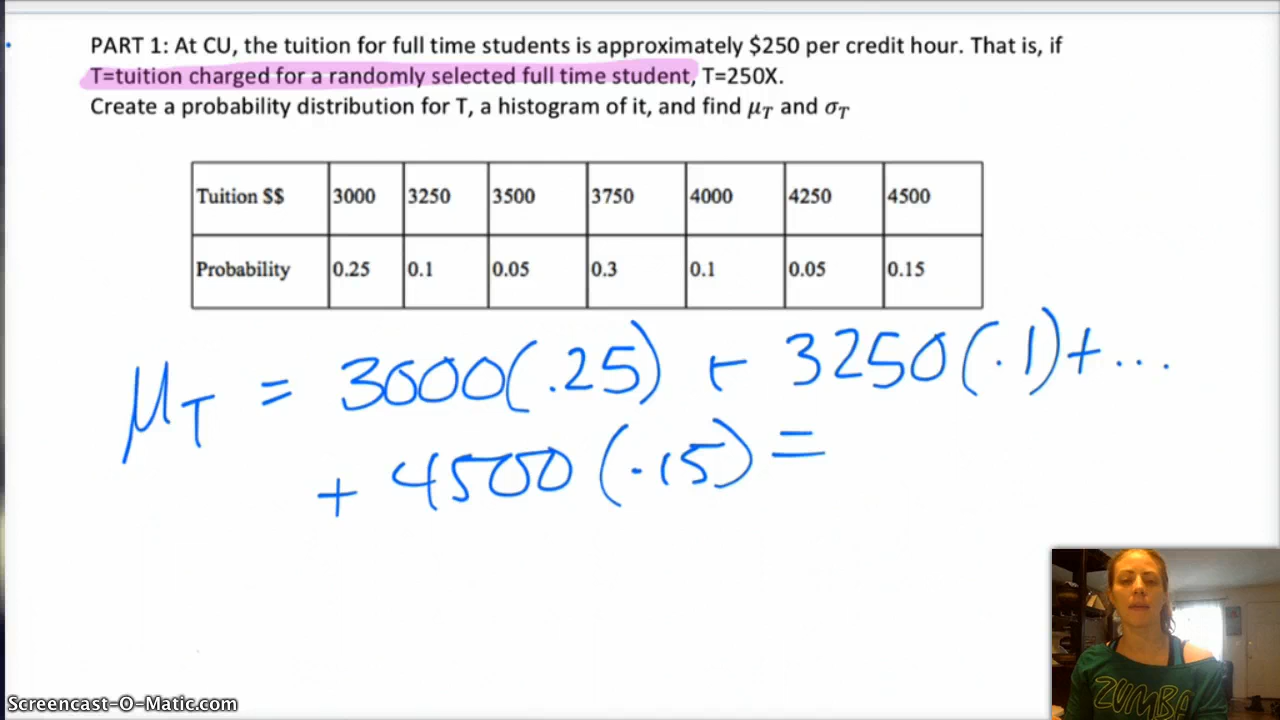 PART 1: At CU, the tuition for full time students is approximately $250 per credit hour. That is, if
T=tuition charged for a randomly selected full time student, T=250X.
Create a probability distribution for T, a histogram of it, and find μT and σT
Tuition $$ 3000 3250 3500 3750 4000 4250 4500
Probability 0.25 0.1 0.05 0.3 0.1 0.05 0.15
μT = 3000(.25) + 3250(.1)+...
+ 4500(.15)=
ZUMBA
Screencast-O-Matic.com